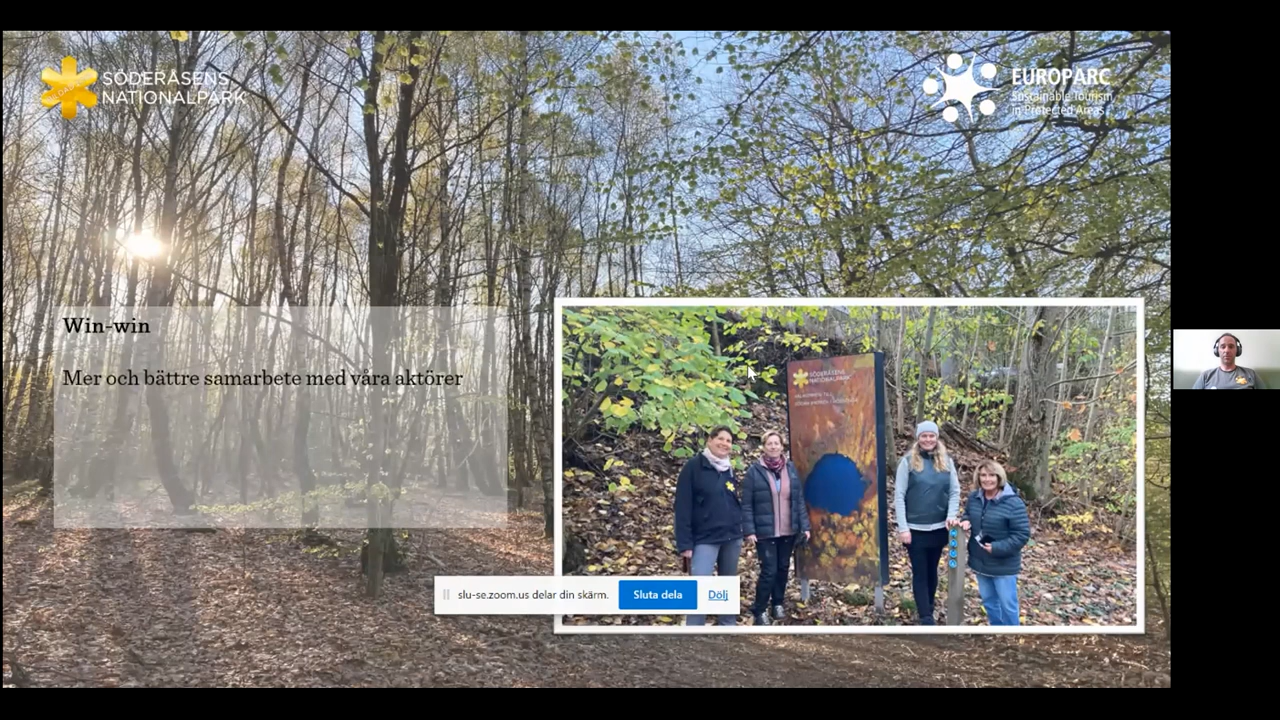 SÖDERÅSENS
NATIONALPARK
EUROPARC
Sustainable Tourism
in Protected Areas
Win-win
Mer och bättre samarbete med våra aktörer
SÖDERÅSENS
NATIONALPARK
slu-se.zoom.us delar din skärm.
Sluta dela
Dölj